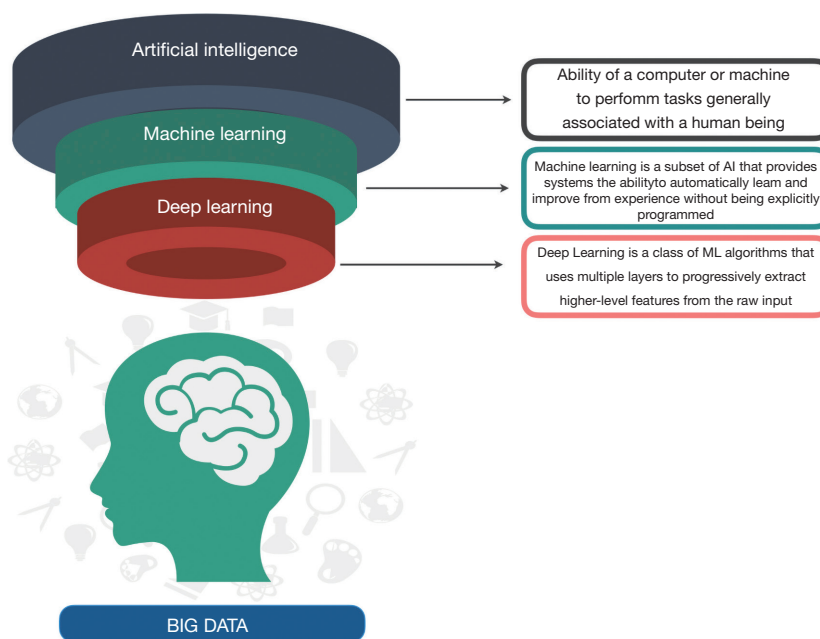 Artificial intelligence
Machine learning
Deep learning
Ability of a computer or machine
to perfomm tasks generally
associated with a human being
Machine learning is a subset of AI that provides
systems the abilityto automatically leam and
improve from experience without being explicitly
programmed
Deep Learning is a class of ML algorithms that
uses multiple layers to progressively extract
higher-level features from the raw input
BIG DATA